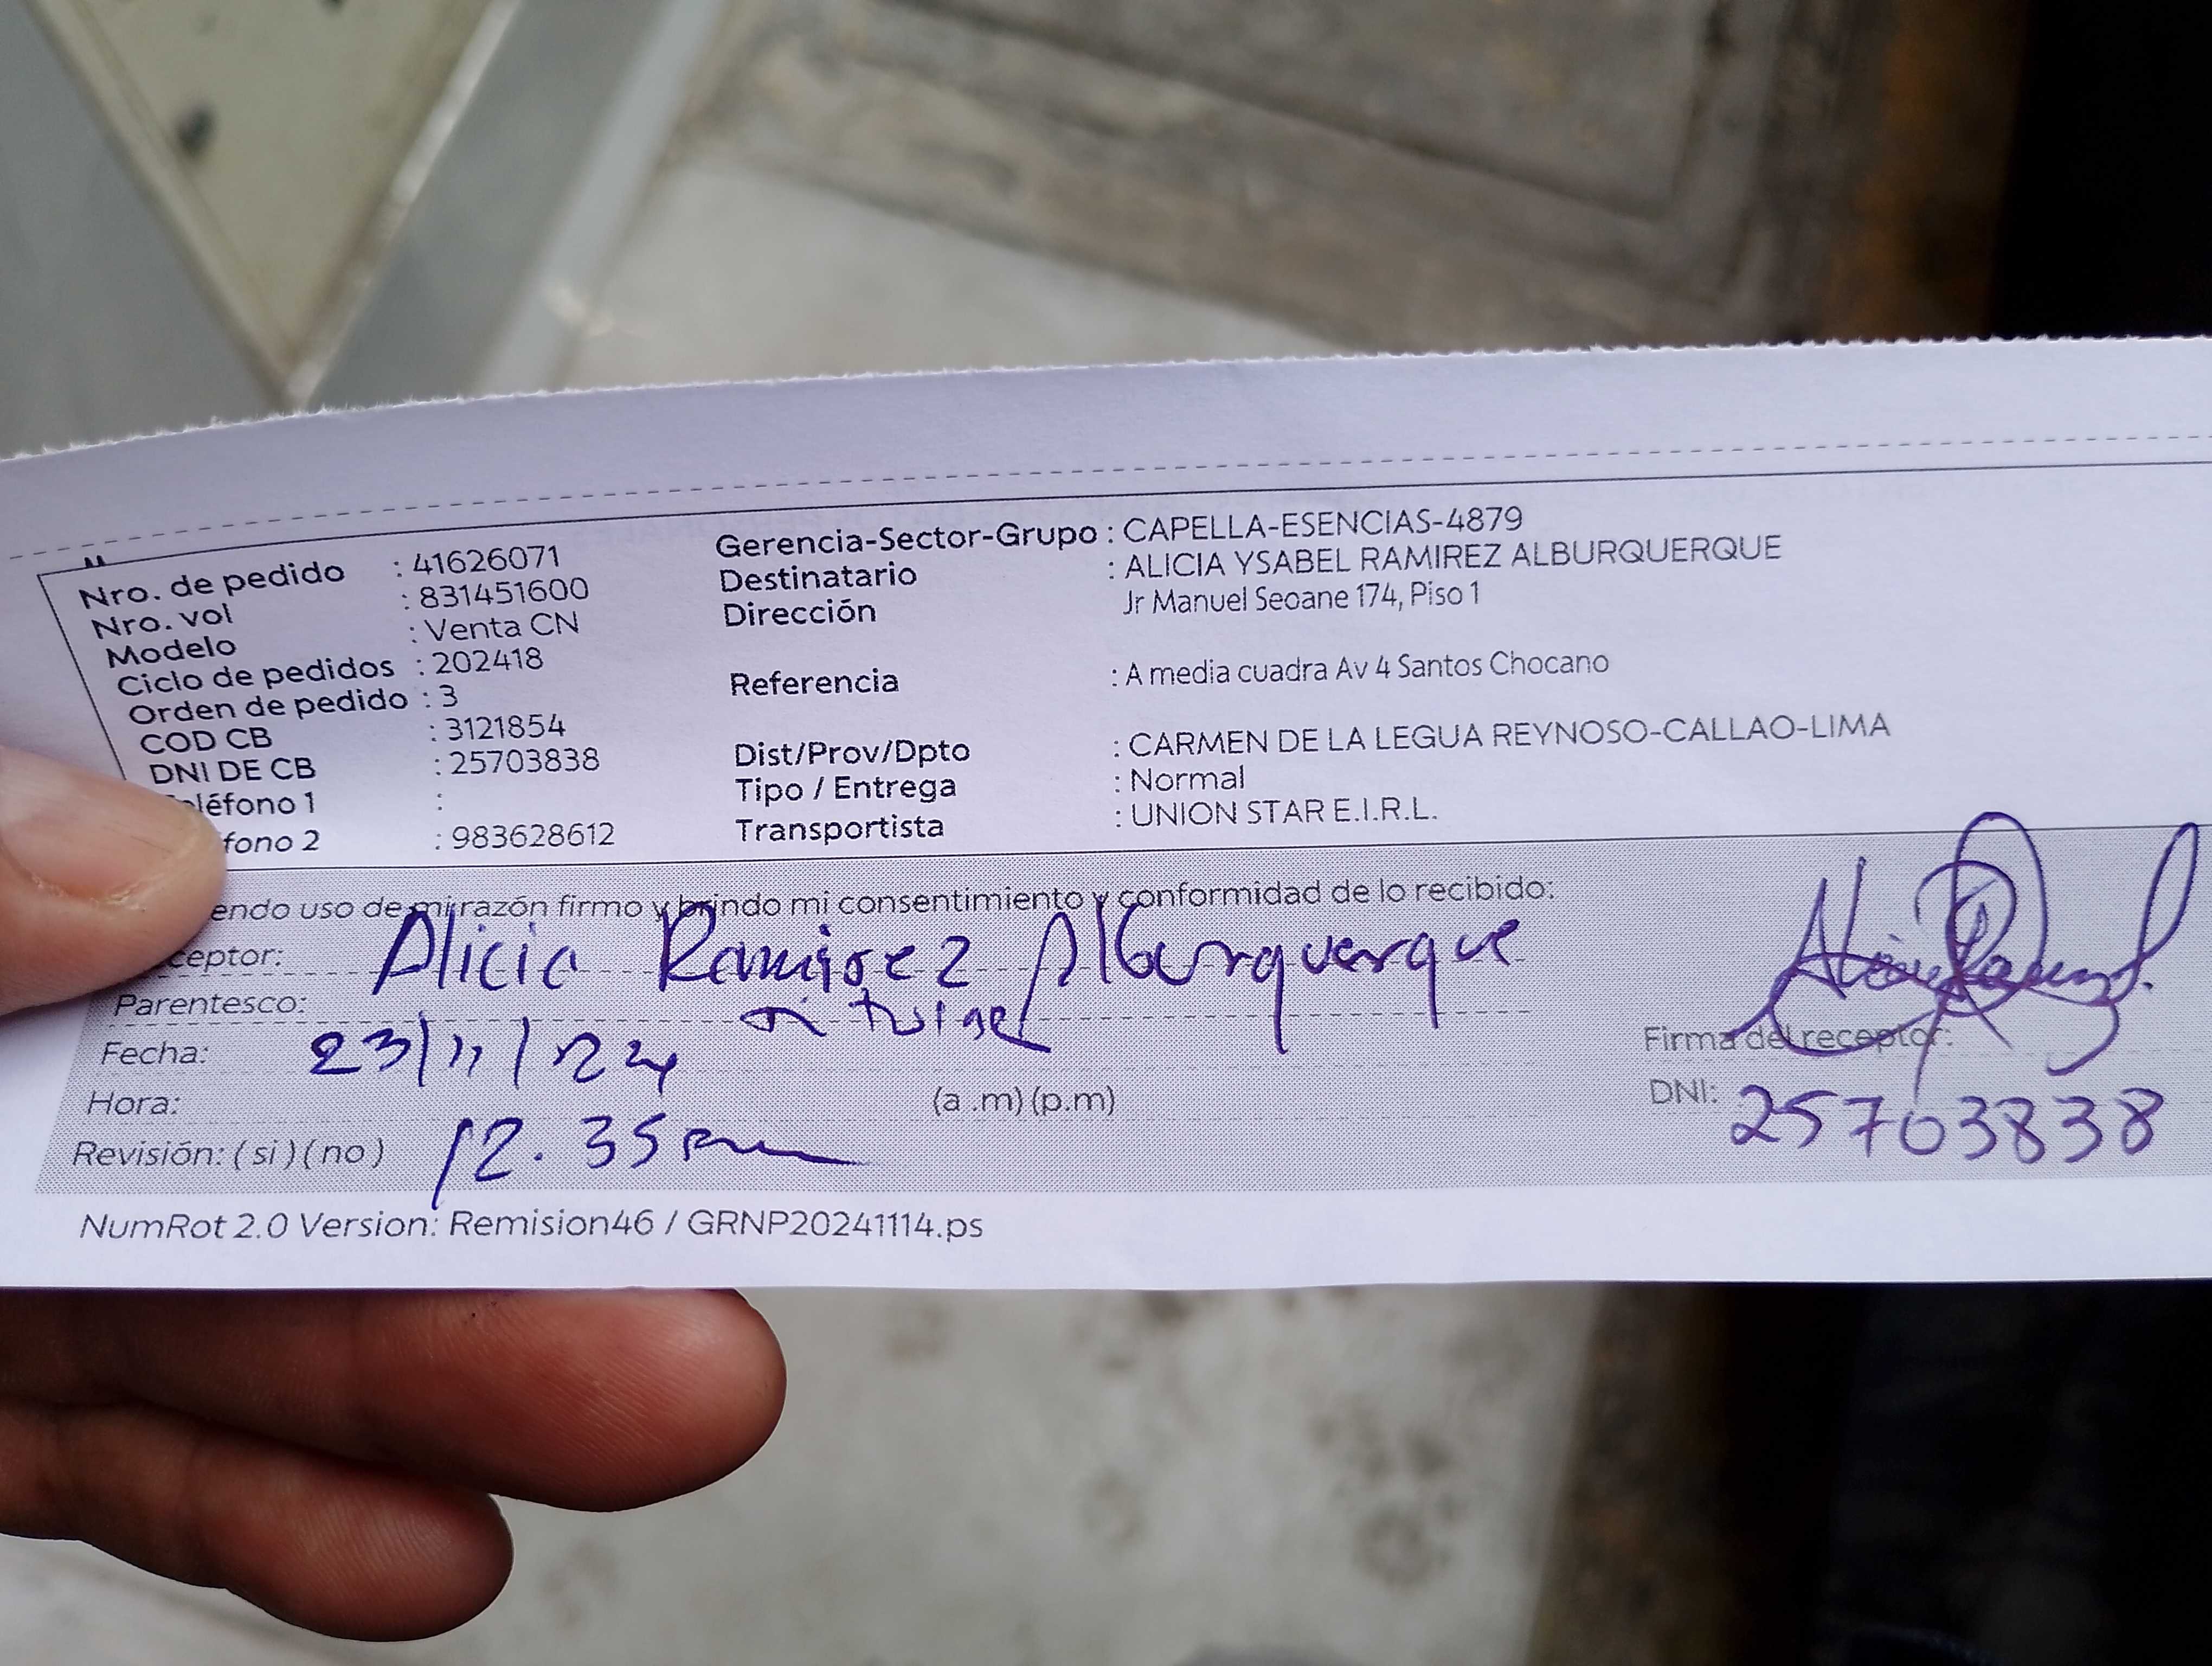 Nro. de pedido : 41626071
Nro. vol : 831451600
Modelo : Venta CN
Ciclo de pedidos : 202418
Orden de pedido : 3
COD CB : 3121854
DNI DE CB : 25703838
léfono 1 :
fono 2 : 983628612
Gerencia-Sector-Grupo : CAPELLA-ESENCIAS-4879
Destinatario : ALICIA YSABEL RAMIREZ ALBURQUERQUE
Dirección Jr Manuel Seoane 174, Piso 1
Referencia : A media cuadra Av 4 Santos Chocano
Dist/Prov/Dpto : CARMEN DE LA LEGUA REYNOSO-CALLAO-LIMA
Tipo / Entrega : Normal
Transportista : UNION STAR E.I.R.L.
endo uso de mi razón firmo y brindo mi consentimiento y conformidad de lo recibido:
ceptor: Alicia Ramirez Alburquerque
Parentesco:
Fecha: 23/11/24
Hora: (a .m) (p.m)
Revisión: ( si ) ( no ) 12. 35 pm
Firma del receptor:
DNI: 25703838
NumRot 2.0 Version: Remision46 / GRNP20241114.ps